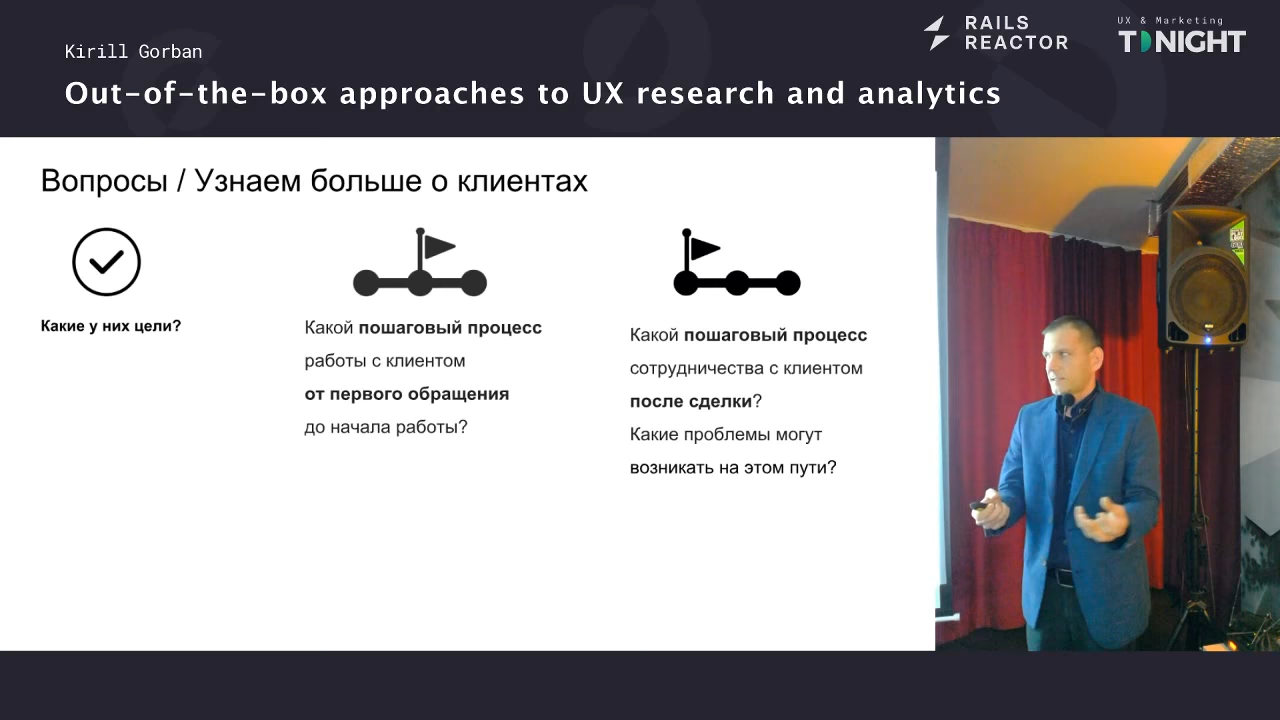 Kirill Gorban
Out-of-the-box approaches to UX research and analytics
RAILS
REACTOR
UX & Marketing
TONIGHT
Вопросы / Узнаем больше о клиентах
Какие у них цели?
Какой пошаговый процесс
работы с клиентом
от первого обращения
до начала работы?
Какой пошаговый процесс
сотрудничества с клиентом
после сделки?
Какие проблемы могут
возникать на этом пути?